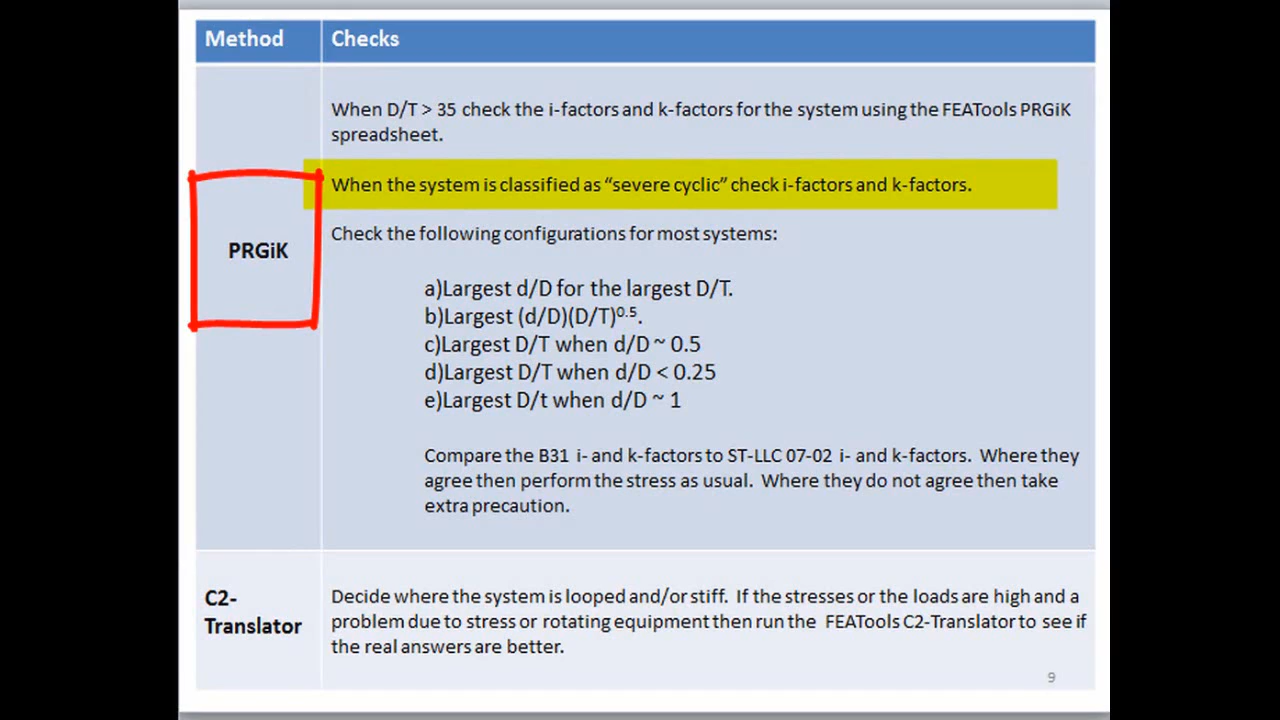 Method
Checks
When D/T > 35 check the i-factors and k-factors for the system using the FEATools PRGiK
spreadsheet.
When the system is classified as “severe cyclic” check i-factors and k-factors.
PRGiK
Check the following configurations for most systems:
a)Largest d/D for the largest D/T.
b)Largest (d/D)(D/T)⁰·⁵.
c)Largest D/T when d/D ~ 0.5
d)Largest D/T when d/D < 0.25
e)Largest D/t when d/D ~ 1
Compare the B31 i- and k-factors to ST-LLC 07-02 i- and k-factors. Where they
agree then perform the stress as usual. Where they do not agree then take
extra precaution.
C2-
Translator
Decide where the system is looped and/or stiff. If the stresses or the loads are high and a
problem due to stress or rotating equipment then run the FEATools C2-Translator to see if
the real answers are better.
9